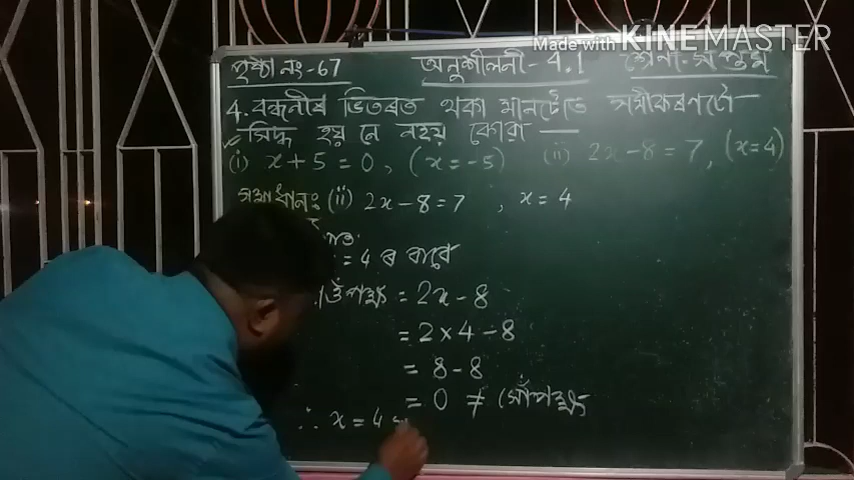 Made with KINEMASTER
পৃষ্ঠা নং-67 অনুশীলনী-4.1 শ্ৰেণী-সপ্তম
4. বন্ধনীৰ ভিতৰত থকা মানটোৱে সমীকৰণটো
সিদ্ধ হয় নে নহয় কোৱা —
(i) x + 5 = 0, (x = -5) (ii) 2x - 8 = 7, (x = 4)
সমাধানঃ (ii) 2x - 8 = 7 , x = 4
= 4 ৰ বাবে
= 2x - 8
= 2 × 4 - 8
= 8 - 8
= 0 ≠ সোঁপক্ষ
∴ x = 4